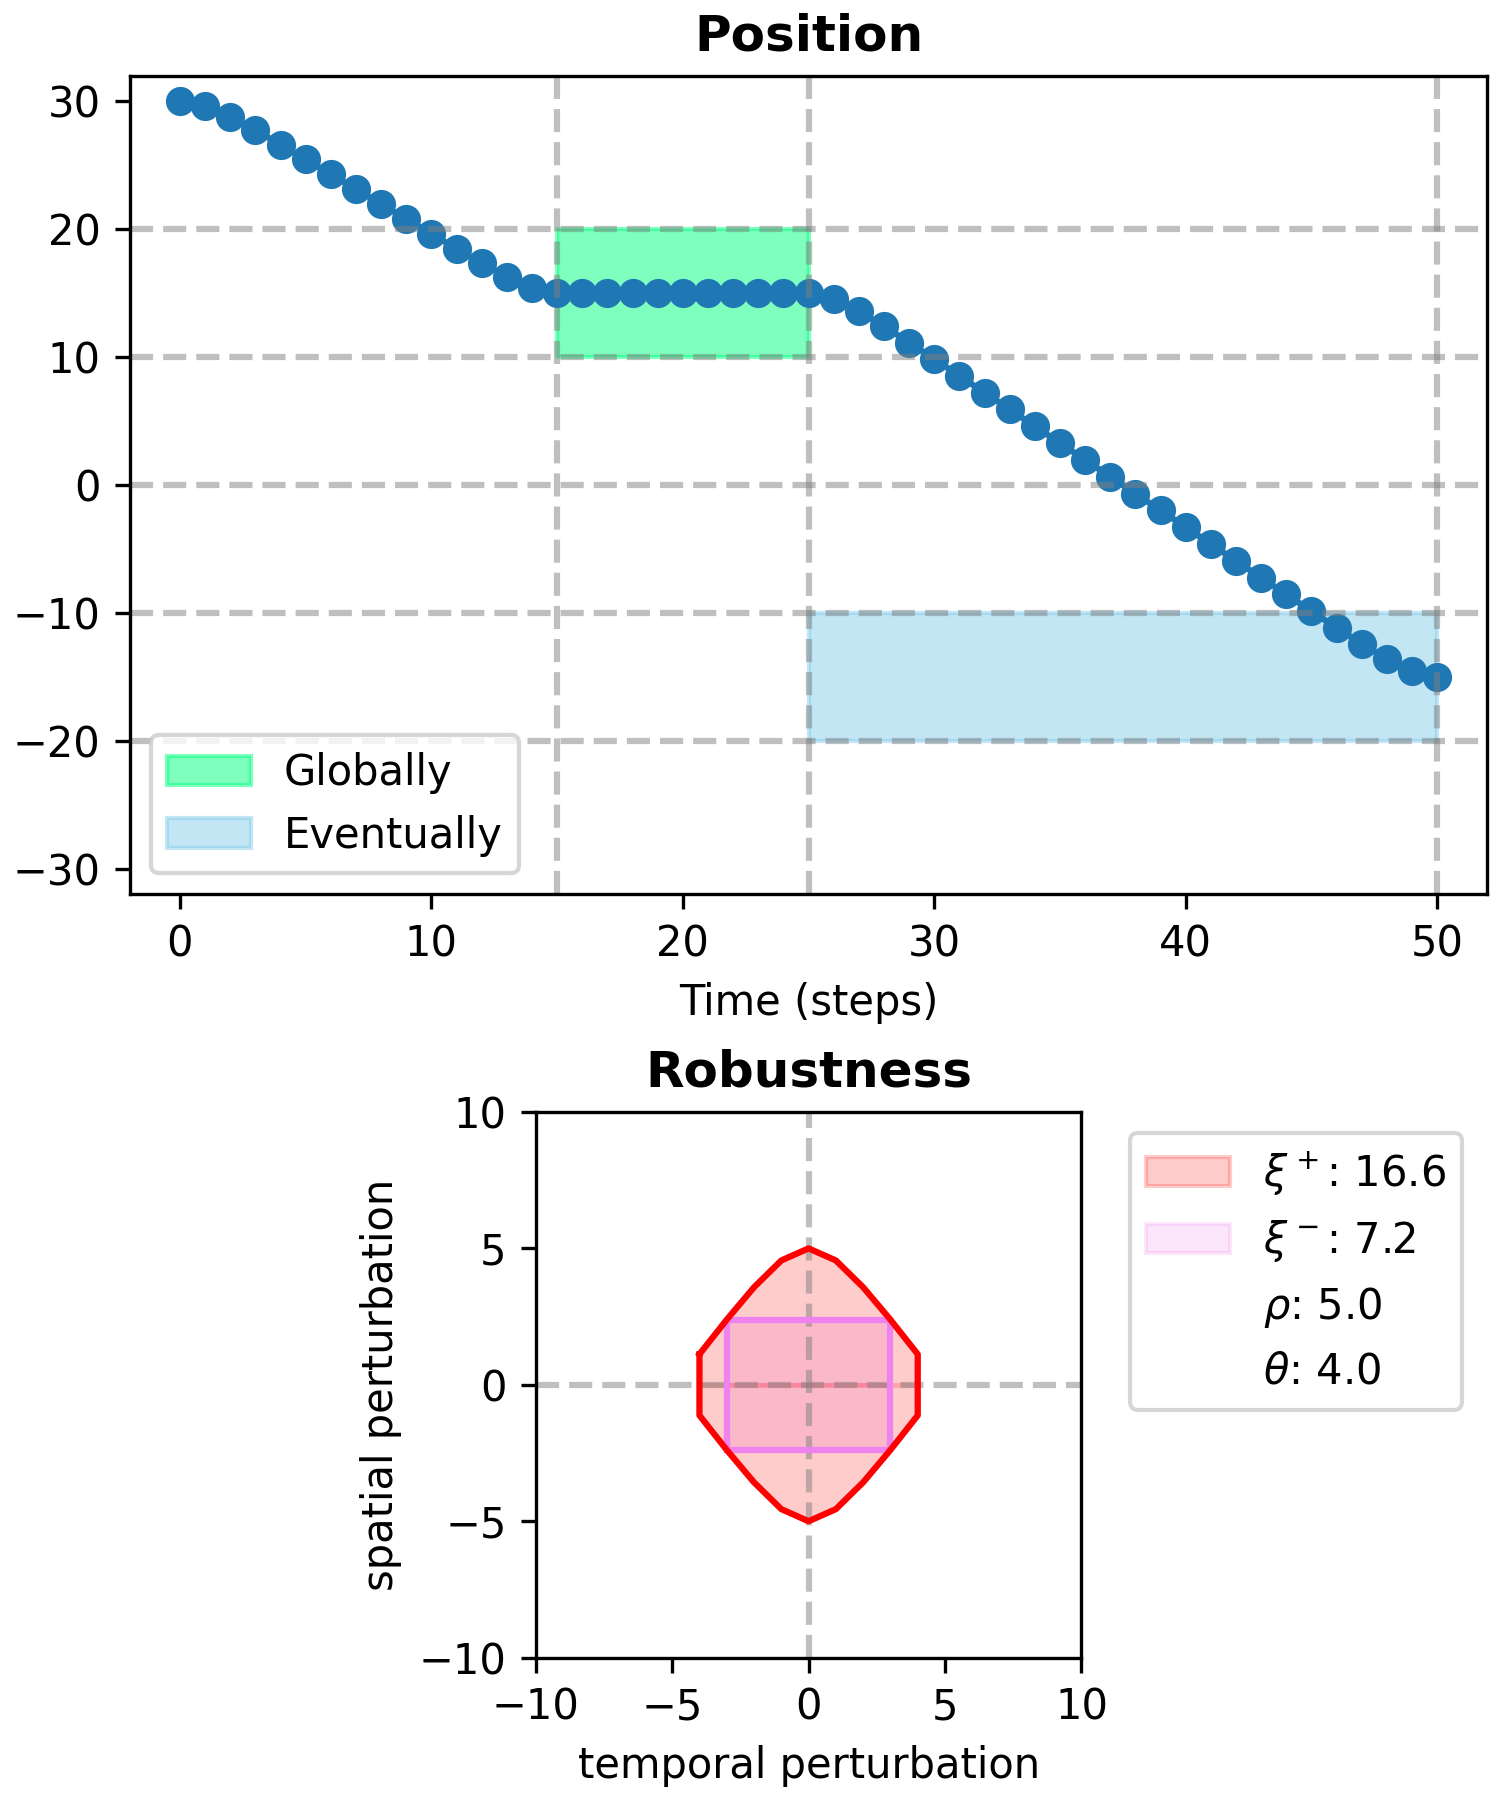 Position
30
20
10
0
−10
−20
−30
Globally
Eventually
0 10 20 30 40 50
Time (steps)
Robustness
10
5
0
−5
−10
spatial perturbation
ξ⁺: 16.6
ξ⁻: 7.2
ρ: 5.0
θ: 4.0
−10 −5 0 5 10
temporal perturbation